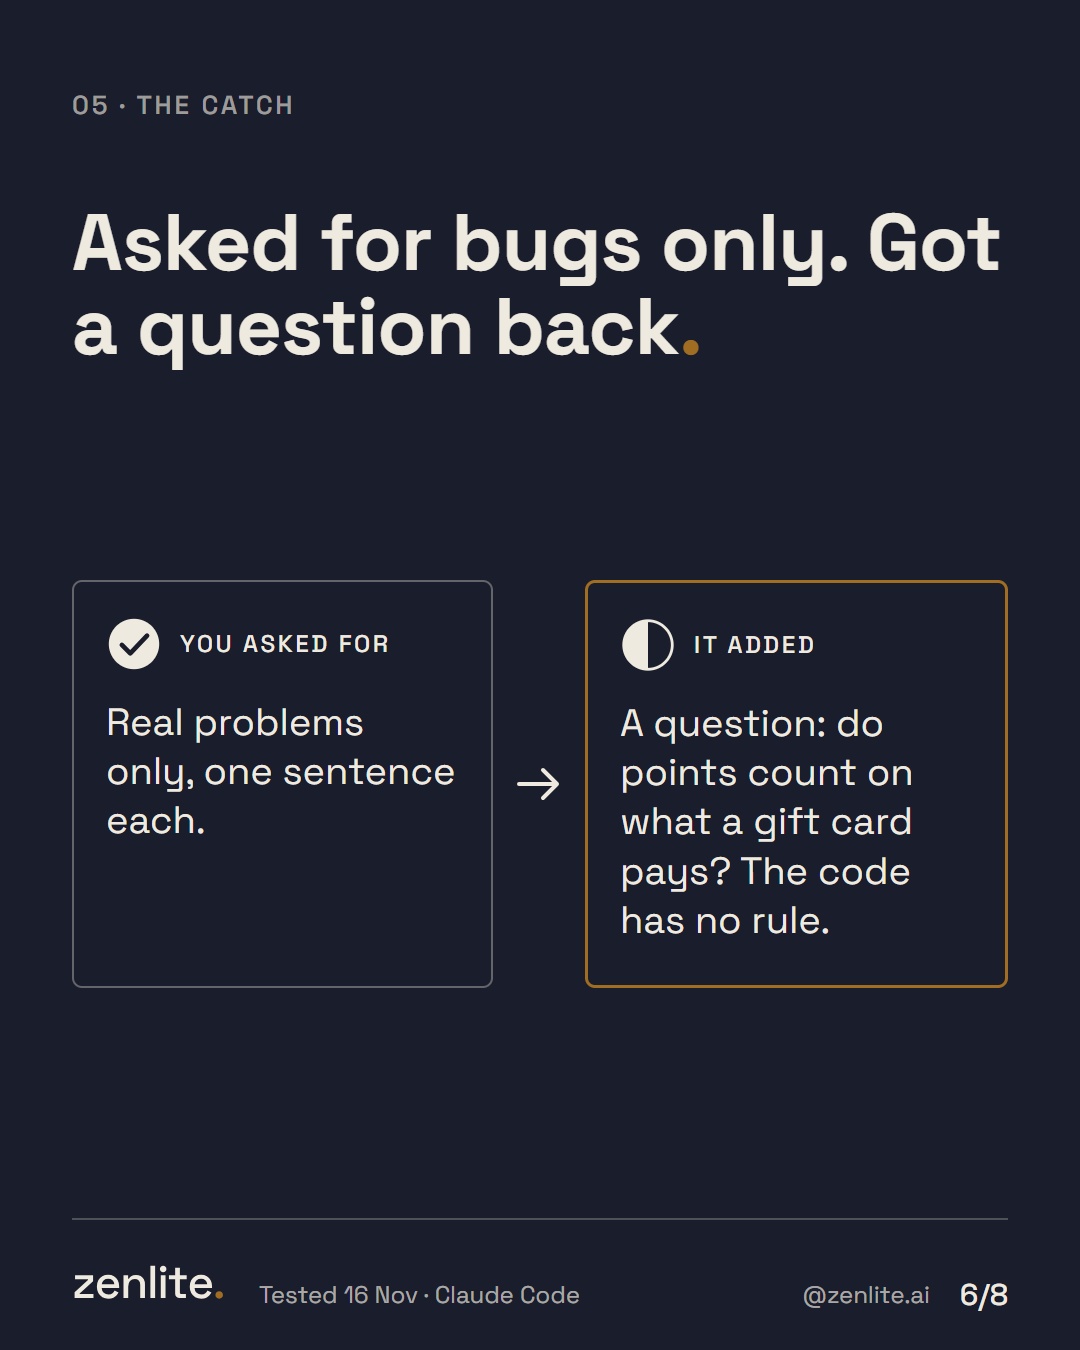 05 · THE CATCH
Asked for bugs only. Got
a question back.
YOU ASKED FOR
Real problems
only, one sentence
each.
IT ADDED
A question: do
points count on
what a gift card
pays? The code
has no rule.
zenlite.
Tested 16 Nov · Claude Code
@zenlite.ai
6/8